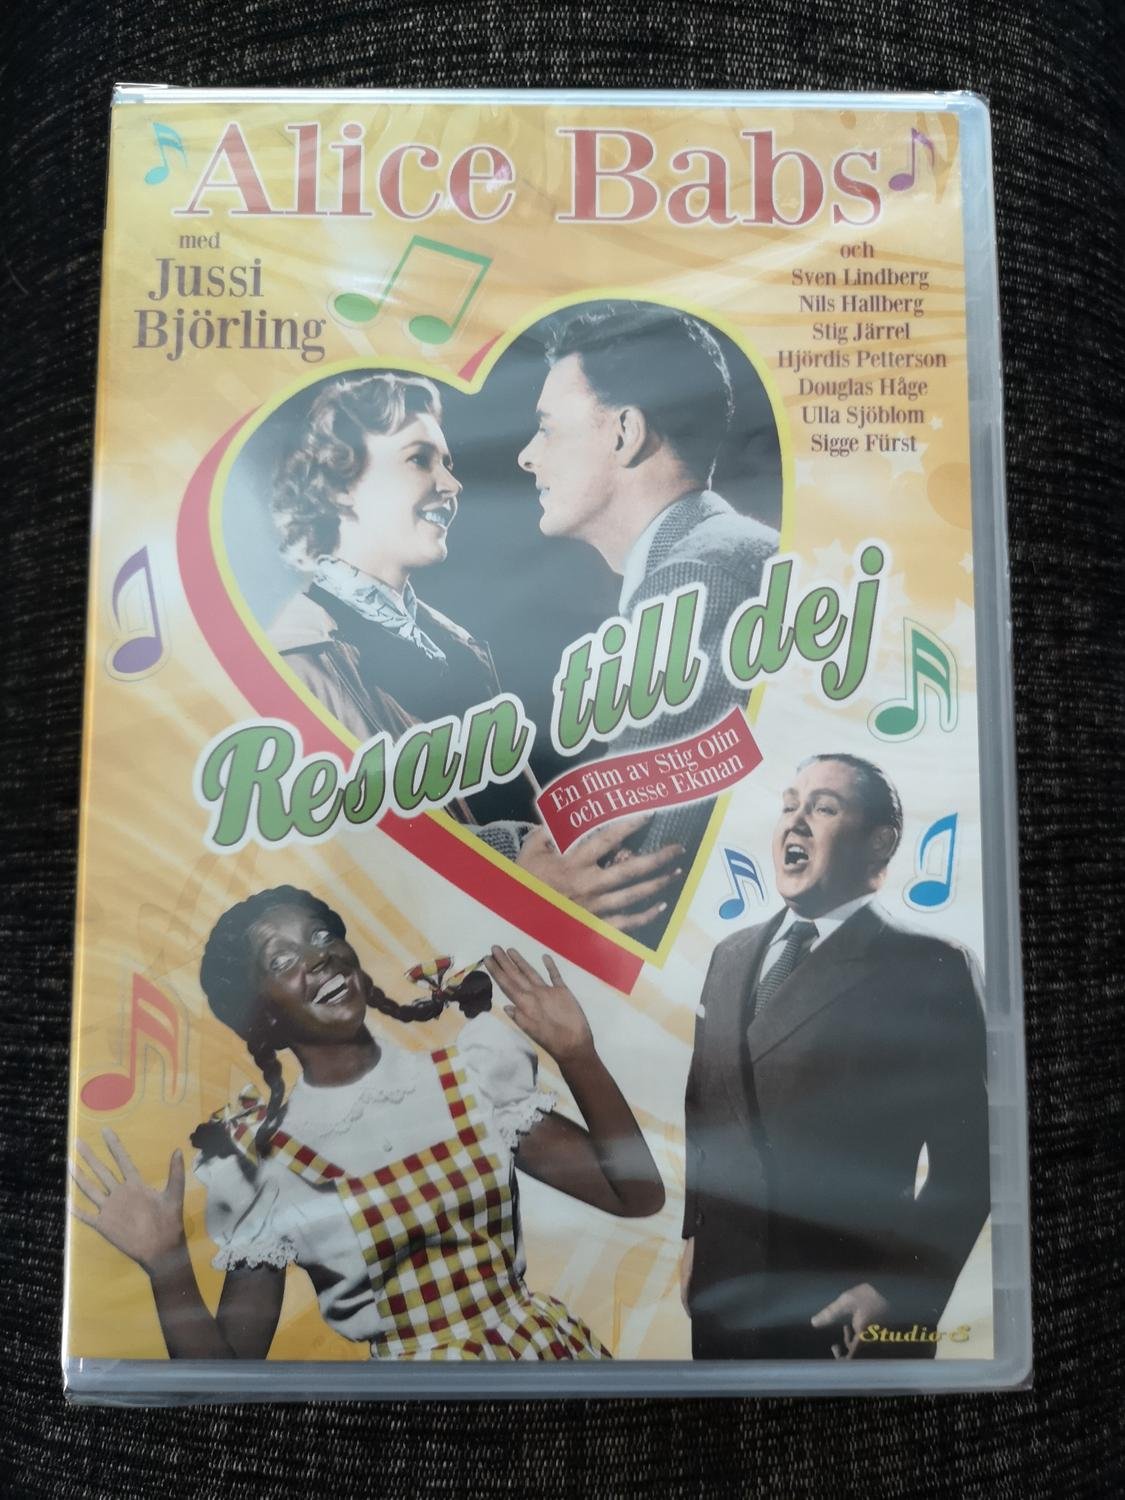 Alice Babs
med
Jussi
Björling
och
Sven Lindberg
Nils Hallberg
Stig Järrel
Hjördis Petterson
Douglas Håge
Ulla Sjöblom
Sigge Fürst
Resan till dej
En film av Stig Olin
och Hasse Ekman
Studio S